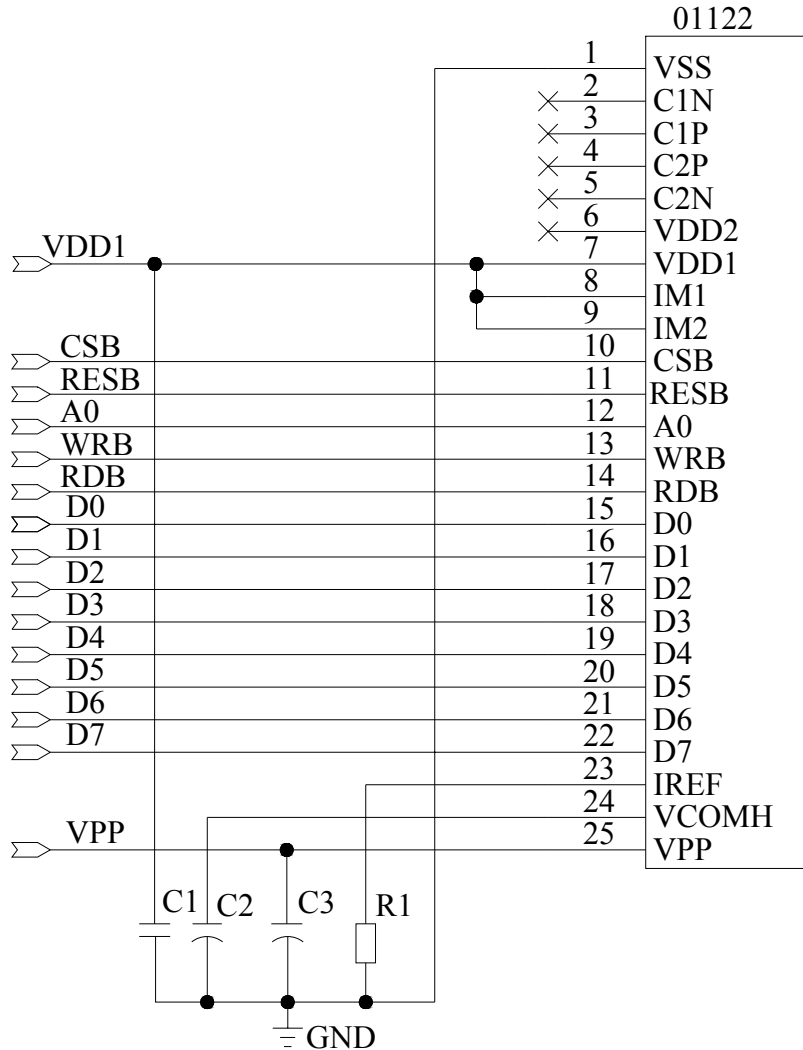 01122
1 VSS
2 C1N
3 C1P
4 C2P
5 C2N
6 VDD2
VDD1 7 VDD1
8 IM1
9 IM2
CSB 10 CSB
RESB 11 RESB
A0 12 A0
WRB 13 WRB
RDB 14 RDB
D0 15 D0
D1 16 D1
D2 17 D2
D3 18 D3
D4 19 D4
D5 20 D5
D6 21 D6
D7 22 D7
23 IREF
24 VCOMH
VPP 25 VPP
C1 C2 C3 R1
GND